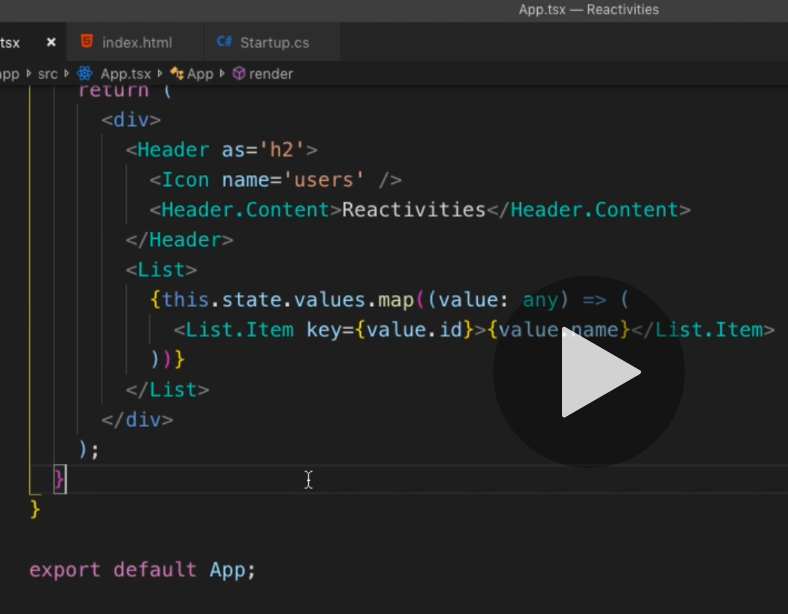 App.tsx — Reactivities
tsx × index.html C# Startup.cs
app src App.tsx App render
return (
<div>
<Header as='h2'>
<Icon name='users' />
<Header.Content>Reactivities</Header.Content>
</Header>
<List>
{this.state.values.map((value: any) => (
<List.Item key={value.id}>{value.name}</List.Item>
))}
</List>
</div>
);
}
}
export default App;